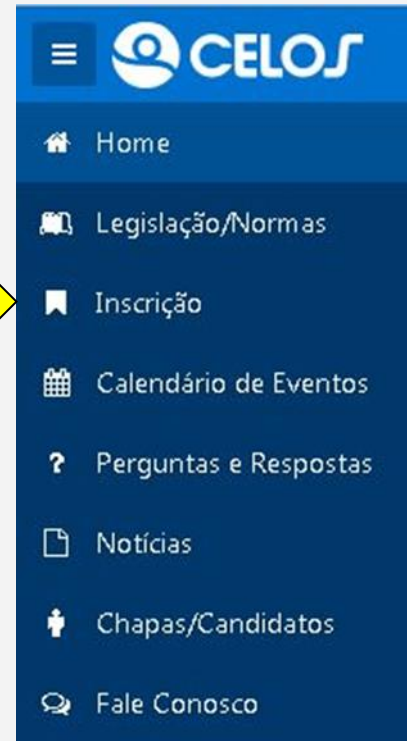 CELOS
Home
Legislação/Normas
Inscrição
Calendário de Eventos
Perguntas e Respostas
Notícias
Chapas/Candidatos
Fale Conosco